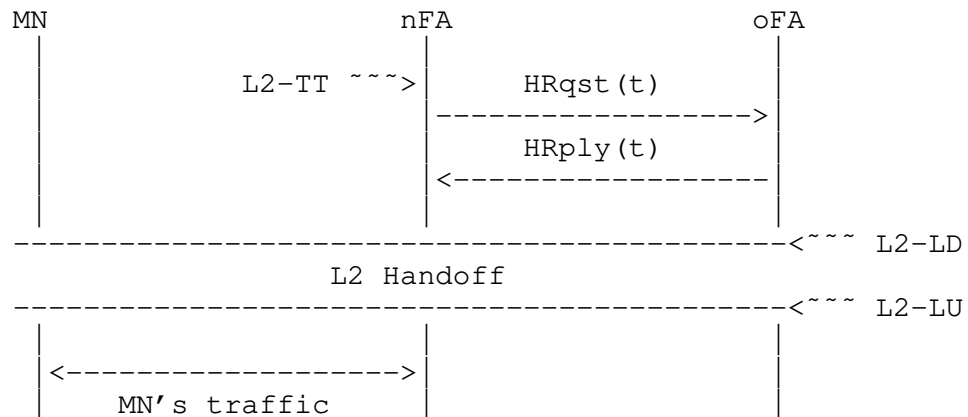 MN nFA oFA
L2-TT ~~~> HRqst(t)
------------------>
HRply(t)
<------------------
--------------------------------------------<~~~ L2-LD
L2 Handoff
--------------------------------------------<~~~ L2-LU
<------------------->
MN's traffic